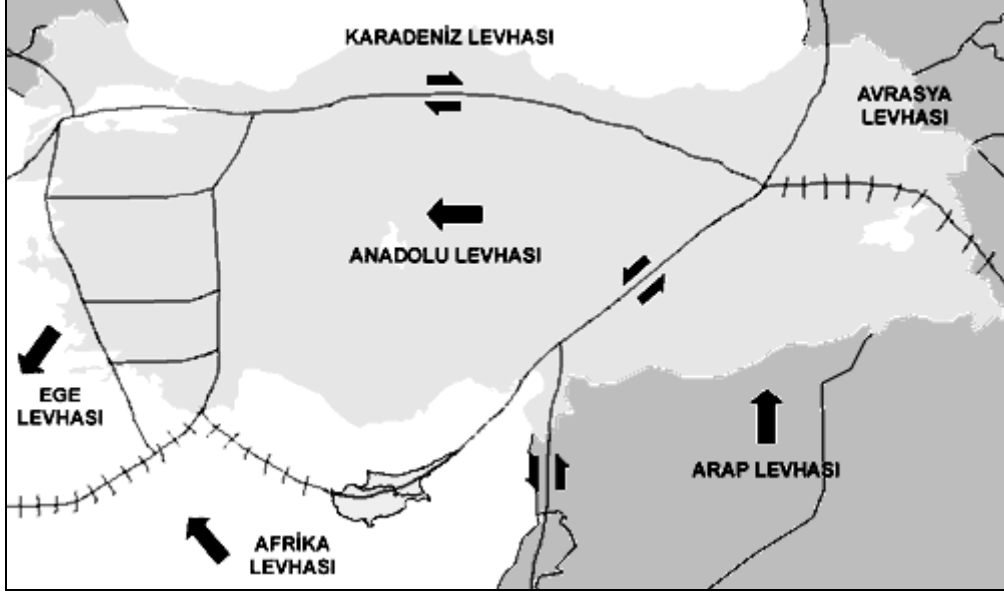 KARADENİZ LEVHASI
AVRASYA
LEVHASI
ANADOLU LEVHASI
EGE
LEVHASI
ARAP LEVHASI
AFRİKA
LEVHASI